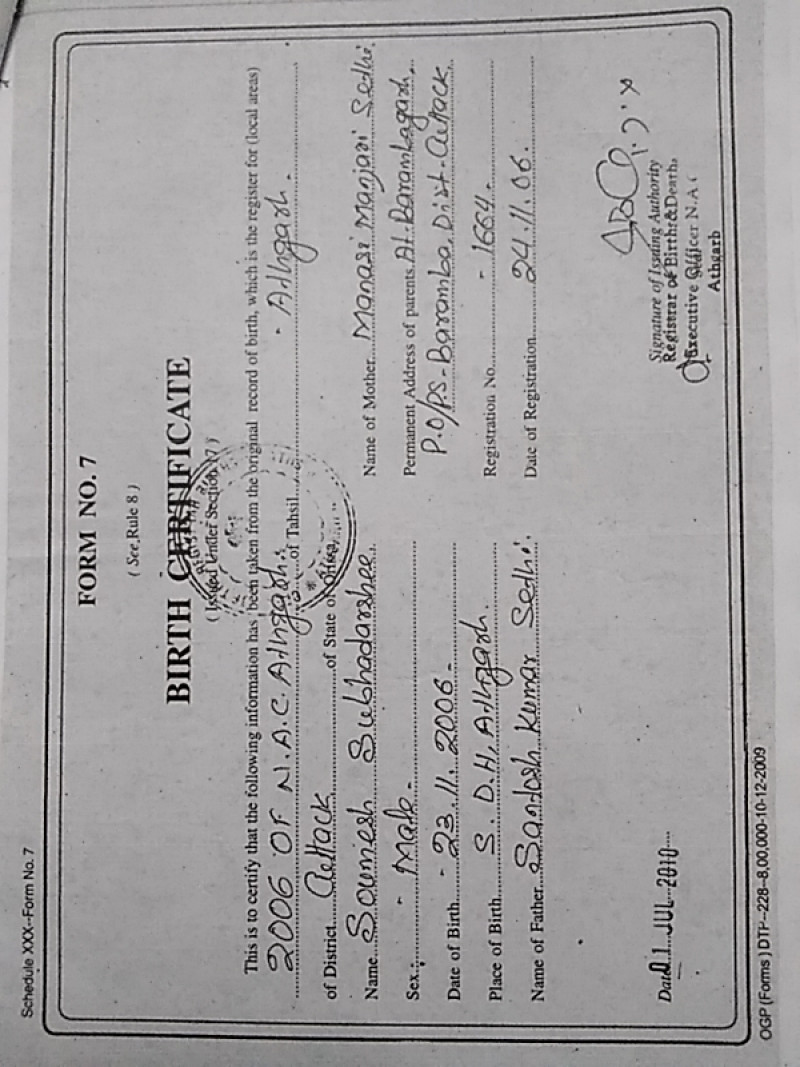 Schedule XXX--Form No. 7
FORM NO. 7
( See Rule 8 )
BIRTH CERTIFICATE
( Issued Under Section 17 )
This is to certify that the following information has been taken from the original record of birth, which is the register for (local areas)
2006 OF N.A.C. Athgarh. of Tahsil - Athgarh.
of District Cuttack of State of Orissa
Name Soumesh Subhadarshee Name of Mother Manasi Manjari Sethi.
Sex - Male. Permanent Address of parents At-Barambagarh,
P.O/PS-Baramba, Dist-Cuttack
Date of Birth - 23.11.2006 -
Place of Birth S.D.H, Athgarh. Registration No. - 1664 -
Name of Father Santosh Kumar Sethi. Date of Registration 24.11.06.
Signature of Issuing Authority
Registrar of Births & Death,
Executive Officer N.A.C
Athgarh
Date 01 JUL 2010
OGP (Forms) DTP--228--8,00,000-10-12-2009